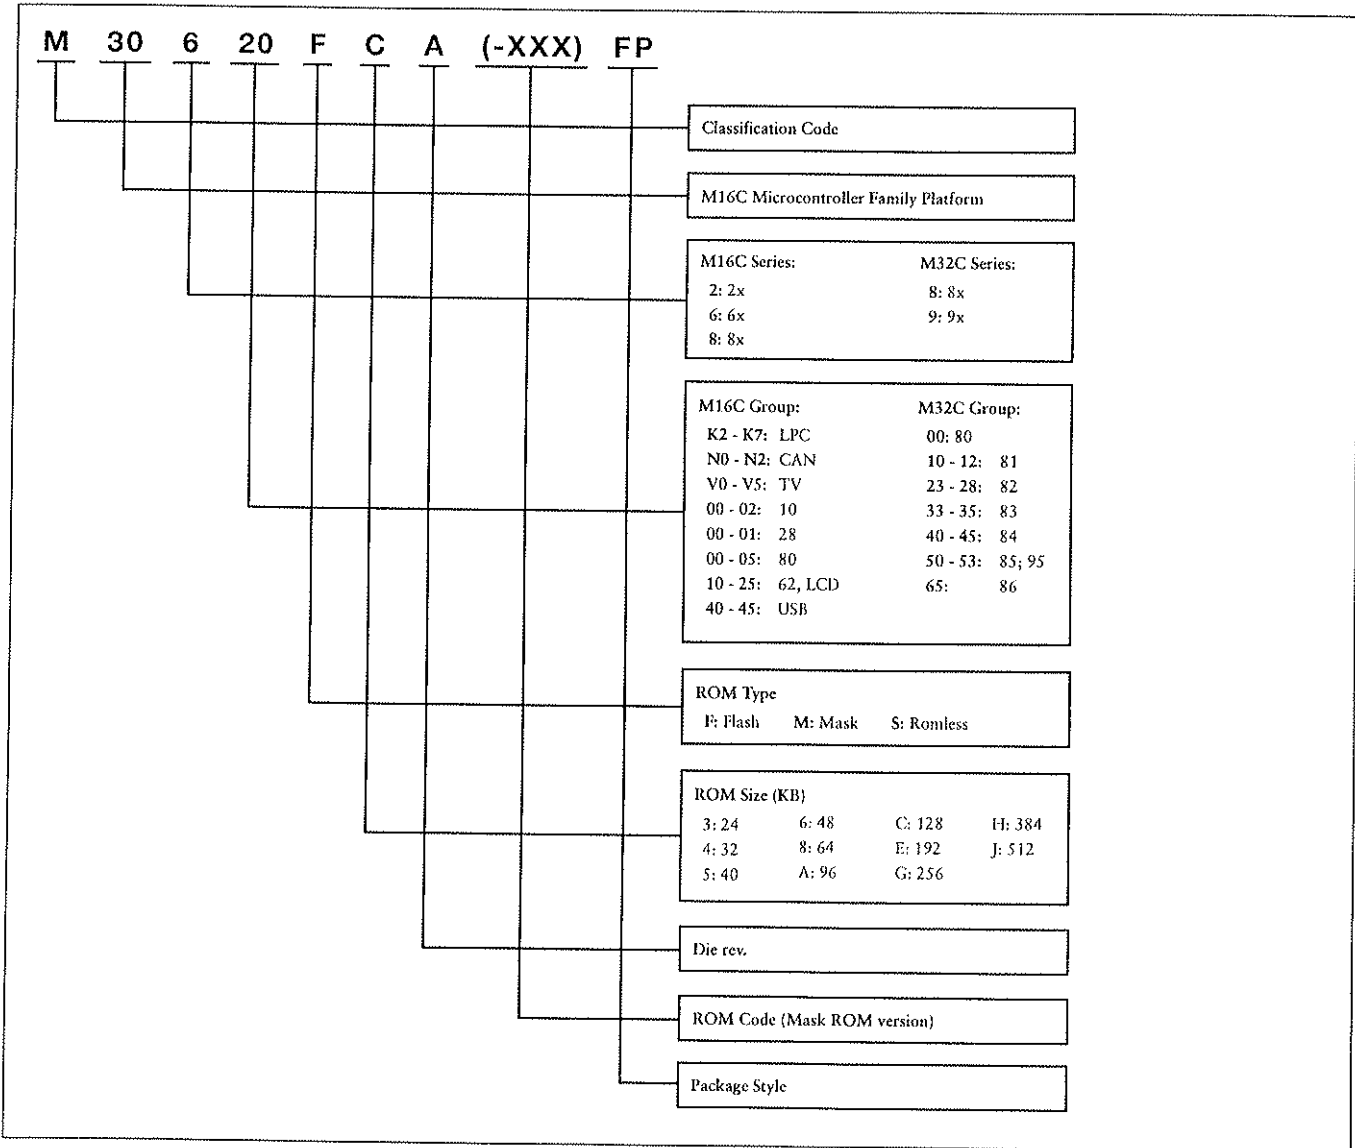 M 30 6 20 F C A (-XXX) FP
Classification Code
M16C Microcontroller Family Platform
M16C Series: M32C Series:
2: 2x 8: 8x
6: 6x 9: 9x
8: 8x
M16C Group: M32C Group:
K2 - K7: LPC 00: 80
N0 - N2: CAN 10 - 12: 81
V0 - V5: TV 23 - 28: 82
00 - 02: 10 33 - 35: 83
00 - 01: 28 40 - 45: 84
00 - 05: 80 50 - 53: 85; 95
10 - 25: 62, LCD 65: 86
40 - 45: USB
ROM Type
F: Flash M: Mask S: Romless
ROM Size (KB)
3: 24 6: 48 C: 128 H: 384
4: 32 8: 64 E: 192 J: 512
5: 40 A: 96 G: 256
Die rev.
ROM Code (Mask ROM version)
Package Style